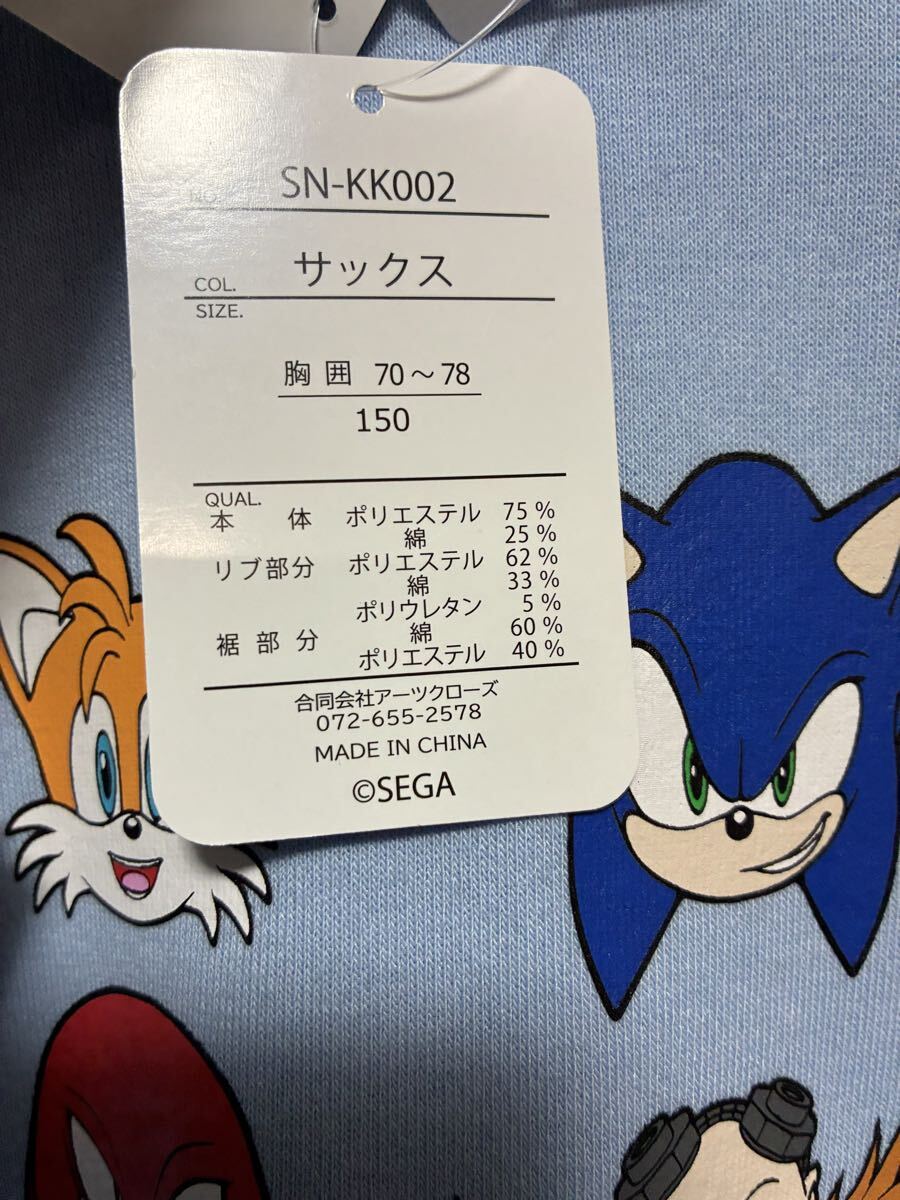 NO. SN-KK002
COL. サックス
SIZE.
胸囲 70～78
150
QUAL.
本 体 ポリエステル 75 %
綿 25 %
リブ部分 ポリエステル 62 %
綿 33 %
ポリウレタン 5 %
裾部分 綿 60 %
ポリエステル 40 %
合同会社アーツクローズ
072-655-2578
MADE IN CHINA
©SEGA